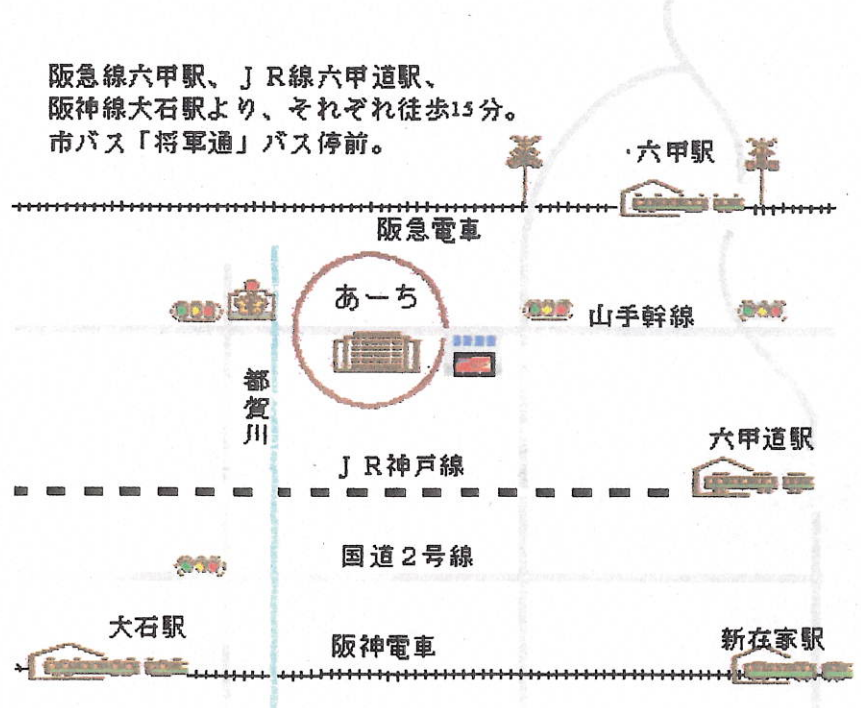 阪急線六甲駅、ＪＲ線六甲道駅、
阪神線大石駅より、それぞれ徒歩15分。
市バス「将軍通」バス停前。
・六甲駅
阪急電車
あーち
山手幹線
都賀川
六甲道駅
ＪＲ神戸線
国道２号線
大石駅
阪神電車
新在家駅